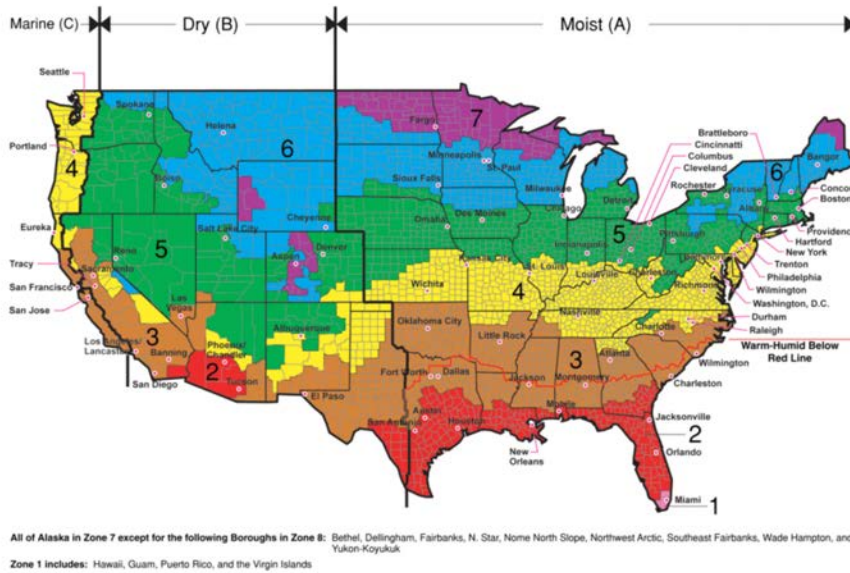 Marine (C)
Dry (B)
Moist (A)
Seattle
Spokane
Portland
Helena
Fargo
7
6
4
Brattleboro
Cincinnatti
Columbus
Cleveland
Minneapolis
St. Paul
6
Bangor
Boise
Sioux Falls
Milwaukee
Rochester
Syracuse
Concord
Boston
Detroit
Albany
Eureka
Salt Lake City
Cheyenne
Chicago
Omaha
Des Moines
5
Providence
Hartford
New York
Reno
5
Denver
Indianapolis
Pittsburgh
Tracy
Aspen
Trenton
Sacramento
Kansas City
St. Louis
Charleston
Philadelphia
San Francisco
Wichita
4
Louisville
Richmond
Wilmington
Washington, D.C.
San Jose
Las
Vegas
Nashville
Durham
3
Albuquerque
Oklahoma City
Charlotte
Raleigh
Los Angeles/
Lancaster
Phoenix/
Chandler
Little Rock
3
Atlanta
Warm-Humid Below
Red Line
Banning
2
Wilmington
San Diego
Tucson
Fort Worth
Dallas
Jackson
Montgomery
Charleston
El Paso
Mobile
Austin
Jacksonville
San Antonio
Houston
2
New
Orleans
Orlando
Miami
1
All of Alaska in Zone 7 except for the following Boroughs in Zone 8: Bethel, Dellingham, Fairbanks, N. Star, Nome North Slope, Northwest Arctic, Southeast Fairbanks, Wade Hampton, and
Yukon-Koyukuk
Zone 1 includes: Hawaii, Guam, Puerto Rico, and the Virgin Islands